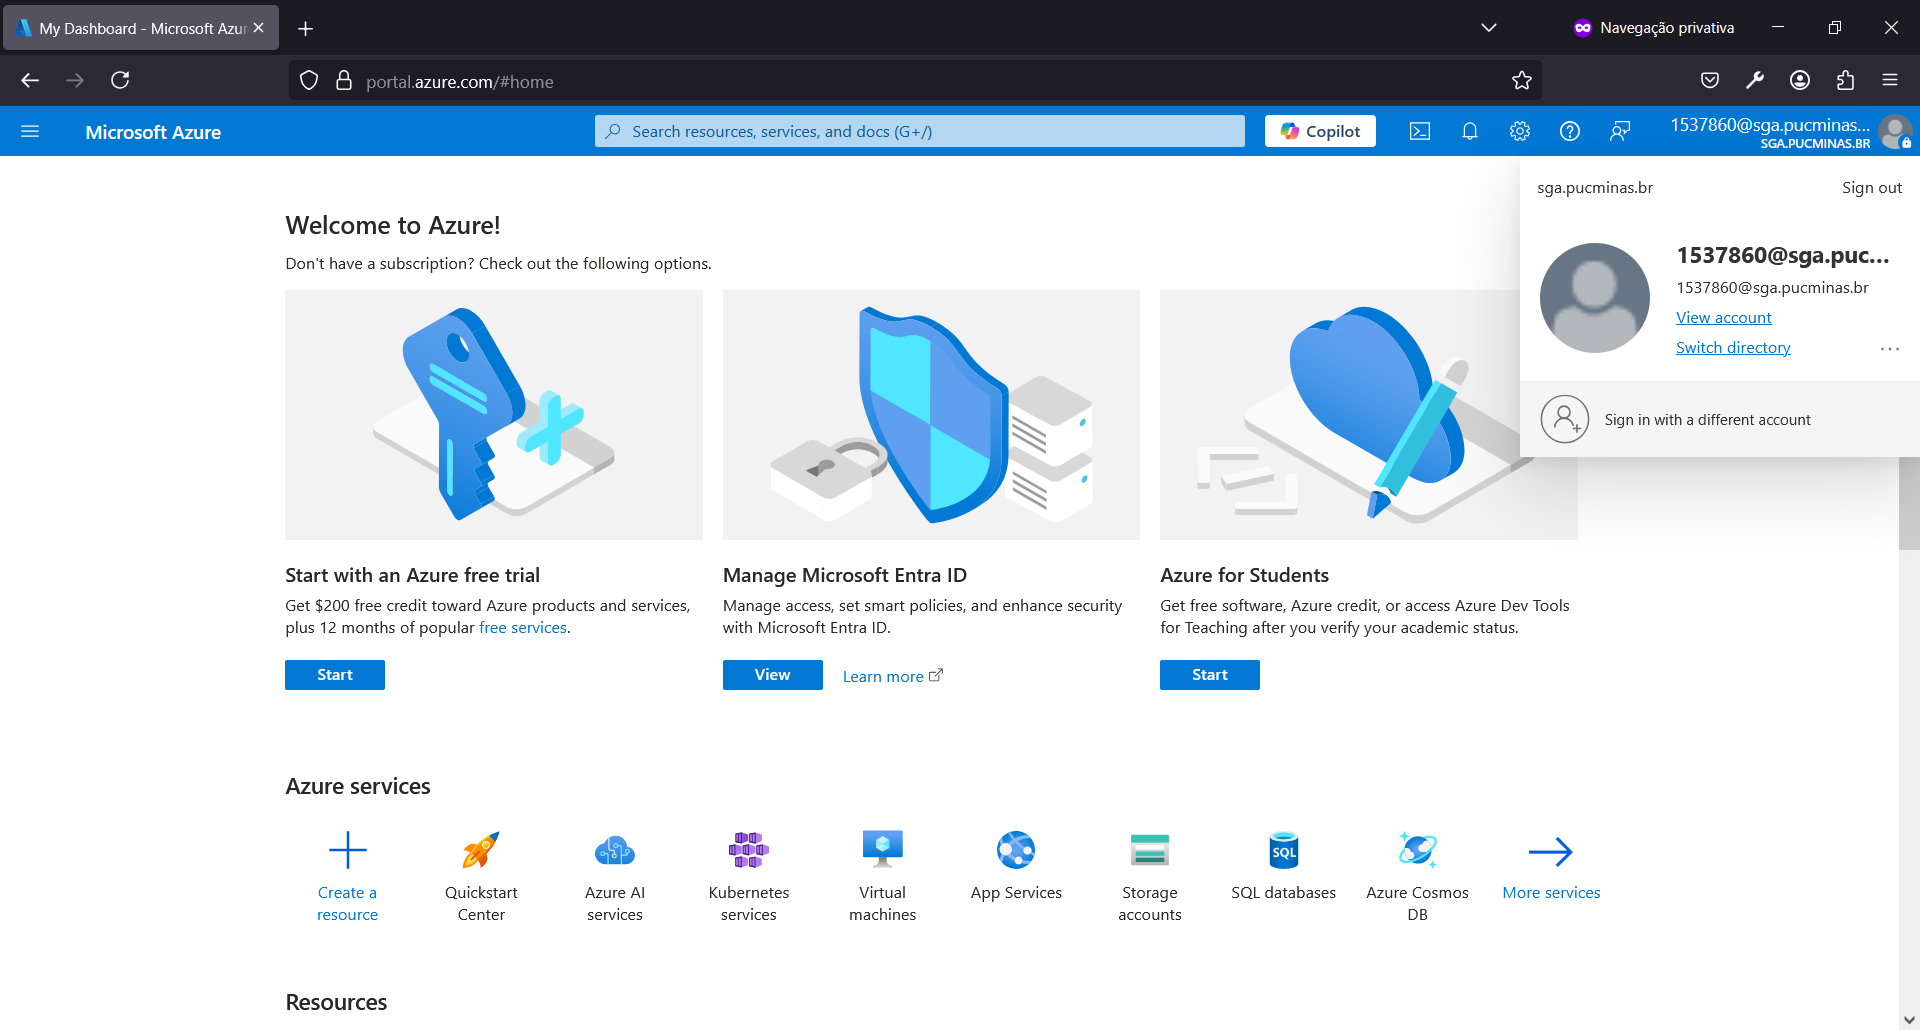 My Dashboard - Microsoft Azur
Navegação privativa
portal.azure.com/#home
Microsoft Azure
Search resources, services, and docs (G+/)
Copilot
1537860@sga.pucminas...
SGA.PUCMINAS.BR
sga.pucminas.br
Sign out
1537860@sga.puc...
1537860@sga.pucminas.br
View account
Switch directory
...
Sign in with a different account
Welcome to Azure!
Don't have a subscription? Check out the following options.
Start with an Azure free trial
Get $200 free credit toward Azure products and services,
plus 12 months of popular free services.
Start
Manage Microsoft Entra ID
Manage access, set smart policies, and enhance security
with Microsoft Entra ID.
View
Learn more
Azure for Students
Get free software, Azure credit, or access Azure Dev Tools
for Teaching after you verify your academic status.
Start
Azure services
Create a
resource
Quickstart
Center
Azure AI
services
Kubernetes
services
Virtual
machines
App Services
Storage
accounts
SQL
SQL databases
Azure Cosmos
DB
More services
Resources